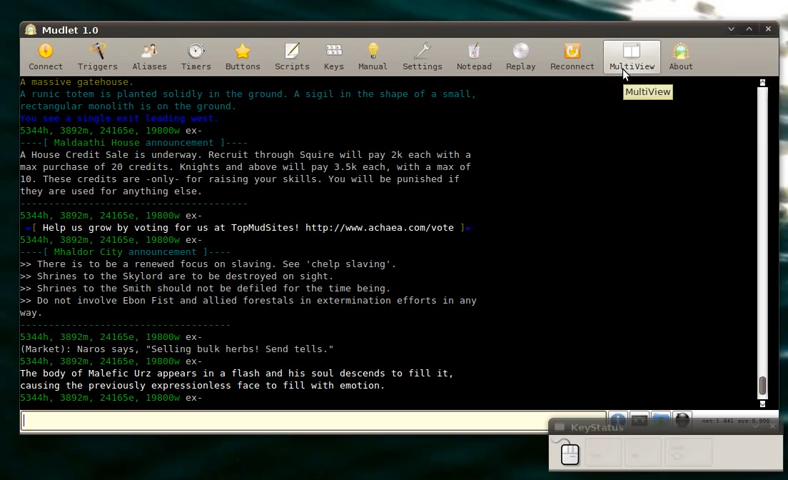 Mudlet 1.0
Connect Triggers Aliases Timers Buttons Scripts Keys Manual Settings Notepad Replay Reconnect MultiView About
MultiView
A massive gatehouse.
A runic totem is planted solidly in the ground. A sigil in the shape of a small,
rectangular monolith is on the ground.
You see a single exit leading west.
5344h, 3892m, 24165e, 19800w ex-
----[ Maldaathi House announcement ]----
A House Credit Sale is underway. Recruit through Squire will pay 2k each with a
max purchase of 20 credits. Knights and above will pay 3.5k each, with a max of
10. These credits are -only- for raising your skills. You will be punished if
they are used for anything else.
----------------------------------------
5344h, 3892m, 24165e, 19800w ex-
-=[ Help us grow by voting for us at TopMudSites! http://www.achaea.com/vote ]=-
5344h, 3892m, 24165e, 19800w ex-
----[ Mhaldor City announcement ]----
>> There is to be a renewed focus on slaving. See 'chelp slaving'.
>> Shrines to the Skylord are to be destroyed on sight.
>> Shrines to the Smith should not be defiled for the time being.
>> Do not involve Ebon Fist and allied forestals in extermination efforts in any
way.
-------------------------------------
5344h, 3892m, 24165e, 19800w ex-
(Market): Naros says, "Selling bulk herbs! Send tells."
5344h, 3892m, 24165e, 19800w ex-
The body of Malefic Urz appears in a flash and his soul descends to fill it,
causing the previously expressionless face to fill with emotion.
5344h, 3892m, 24165e, 19800w ex-
KeyStatus